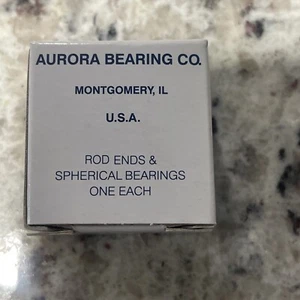 AURORA BEARING CO.
MONTGOMERY, IL
U.S.A.
ROD ENDS &
SPHERICAL BEARINGS
ONE EACH